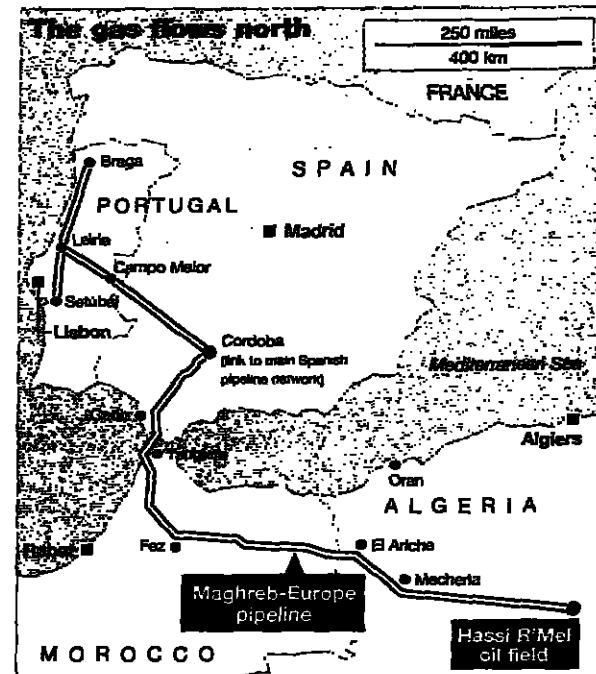 The gas flows north
250 miles
400 km
FRANCE
SPAIN
Braga
PORTUGAL
Madrid
Leiria
Campo Maior
Setúbal
Lisbon
Cordoba
(link to main Spanish
pipeline network)
Mediterranean Sea
Cadiz
Tangiers
Algiers
Oran
ALGERIA
Rabat
Fez
El Aricha
Mecheria
Maghreb-Europe
pipeline
Hassi R'Mel
oil field
MOROCCO